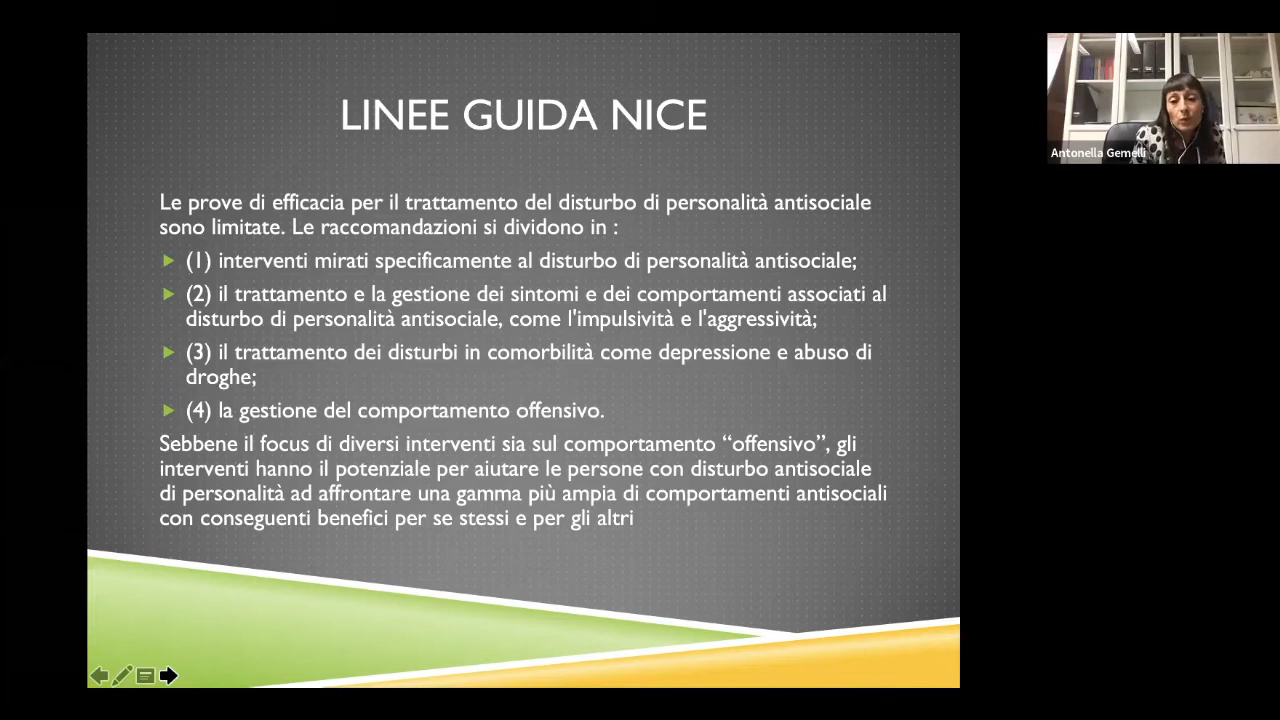 LINEE GUIDA NICE
Le prove di efficacia per il trattamento del disturbo di personalità antisociale
sono limitate. Le raccomandazioni si dividono in :
(1) interventi mirati specificamente al disturbo di personalità antisociale;
(2) il trattamento e la gestione dei sintomi e dei comportamenti associati al
disturbo di personalità antisociale, come l'impulsività e l'aggressività;
(3) il trattamento dei disturbi in comorbilità come depressione e abuso di
droghe;
(4) la gestione del comportamento offensivo.
Sebbene il focus di diversi interventi sia sul comportamento “offensivo”, gli
interventi hanno il potenziale per aiutare le persone con disturbo antisociale
di personalità ad affrontare una gamma più ampia di comportamenti antisociali
con conseguenti benefici per se stessi e per gli altri
Antonella Gemelli